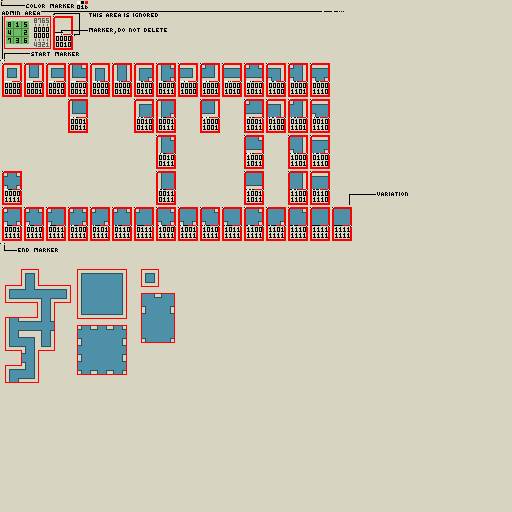 COLOR MARKER
ADMIN AREA
THIS AREA IS IGNORED
8 1 5
4 2
7 3 6
8765
0000
0000
4321
MARKER, DO NOT DELETE
0000
0010
START MARKER
0000 0000 0000 0000 0000 0000 0000 0000 0000 0000 0000 0000 0000 0000 0000
0000 0001 0010 0011 0100 0101 0110 0111 1000 1001 1010 1011 1100 1101 1110
0001 0010 0001 1000 0001 0100
0011 0110 0111 1001 1011 1100 1101 1110
0010 1000 0100
0111 1011 1101 1110
0000 0011 1001 1100 0110
1111 0111 1011 1101 1110
VARIATION
0001 0010 0011 0100 0101 0110 0111 1000 1001 1010 1011 1100 1101 1110 1111 1111
1111 1111 1111 1111 1111 1111 1111 1111 1111 1111 1111 1111 1111 1111 1111 1111
END MARKER